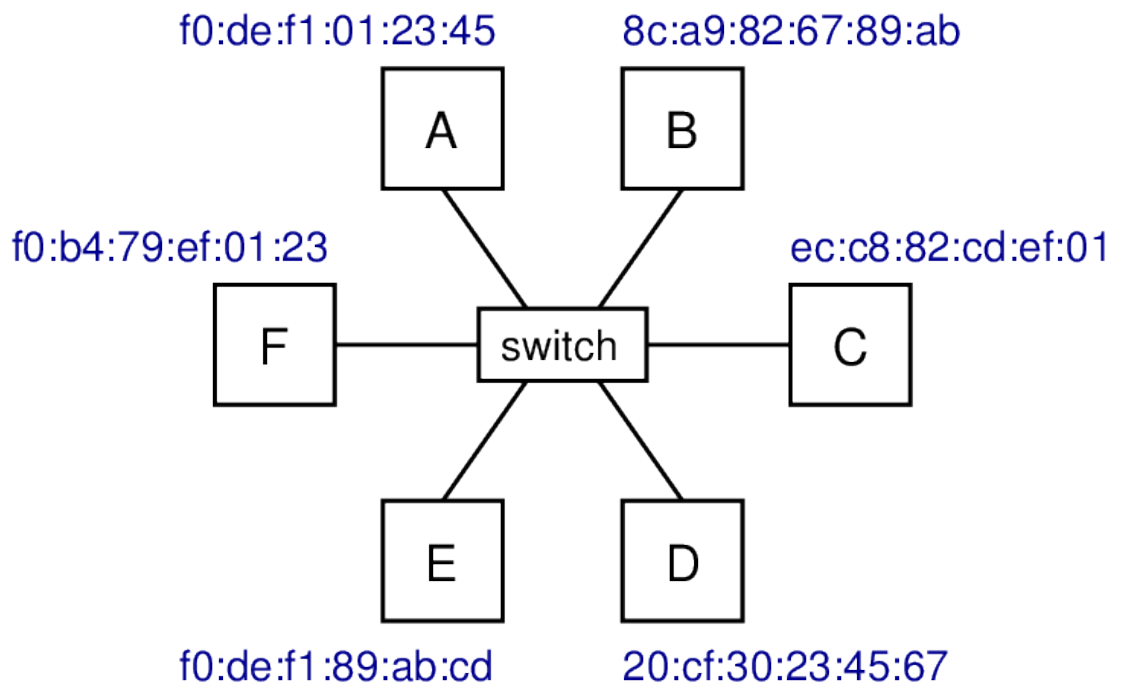 f0:de:f1:01:23:45
8c:a9:82:67:89:ab
A
B
f0:b4:79:ef:01:23
ec:c8:82:cd:ef:01
F
switch
C
E
D
f0:de:f1:89:ab:cd
20:cf:30:23:45:67